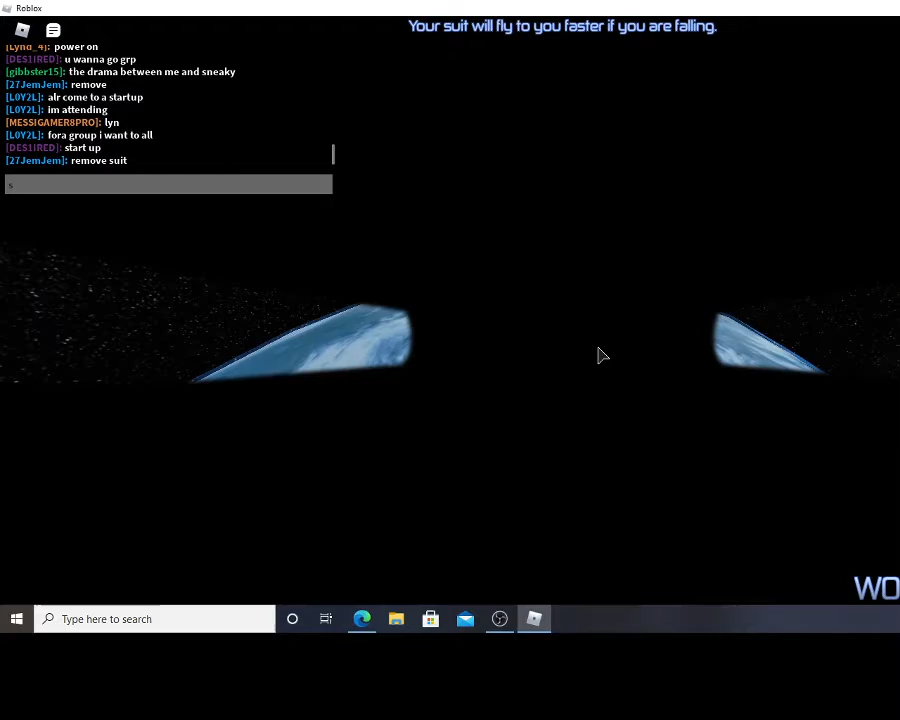 Roblox
Your suit will fly to you faster if you are falling.
[Lynd_4]: power on
[DES1IRED]: u wanna go grp
[gibbster15]: the drama between me and sneaky
[27JemJem]: remove
[L0Y2L]: alr come to a startup
[L0Y2L]: im attending
[MESSIGAMER8PRO]: lyn
[L0Y2L]: fora group i want to all
[DES1IRED]: start up
[27JemJem]: remove suit
s
WO
Type here to search